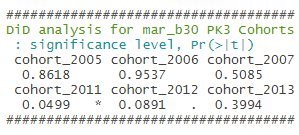 ####################################
DiD analysis for mar_b30 PK3 Cohorts
: significance level, Pr(>|t|)
cohort_2005 cohort_2006 cohort_2007
0.8618 0.9537 0.5085
cohort_2011 cohort_2012 cohort_2013
0.0499 * 0.0891 . 0.3994
####################################